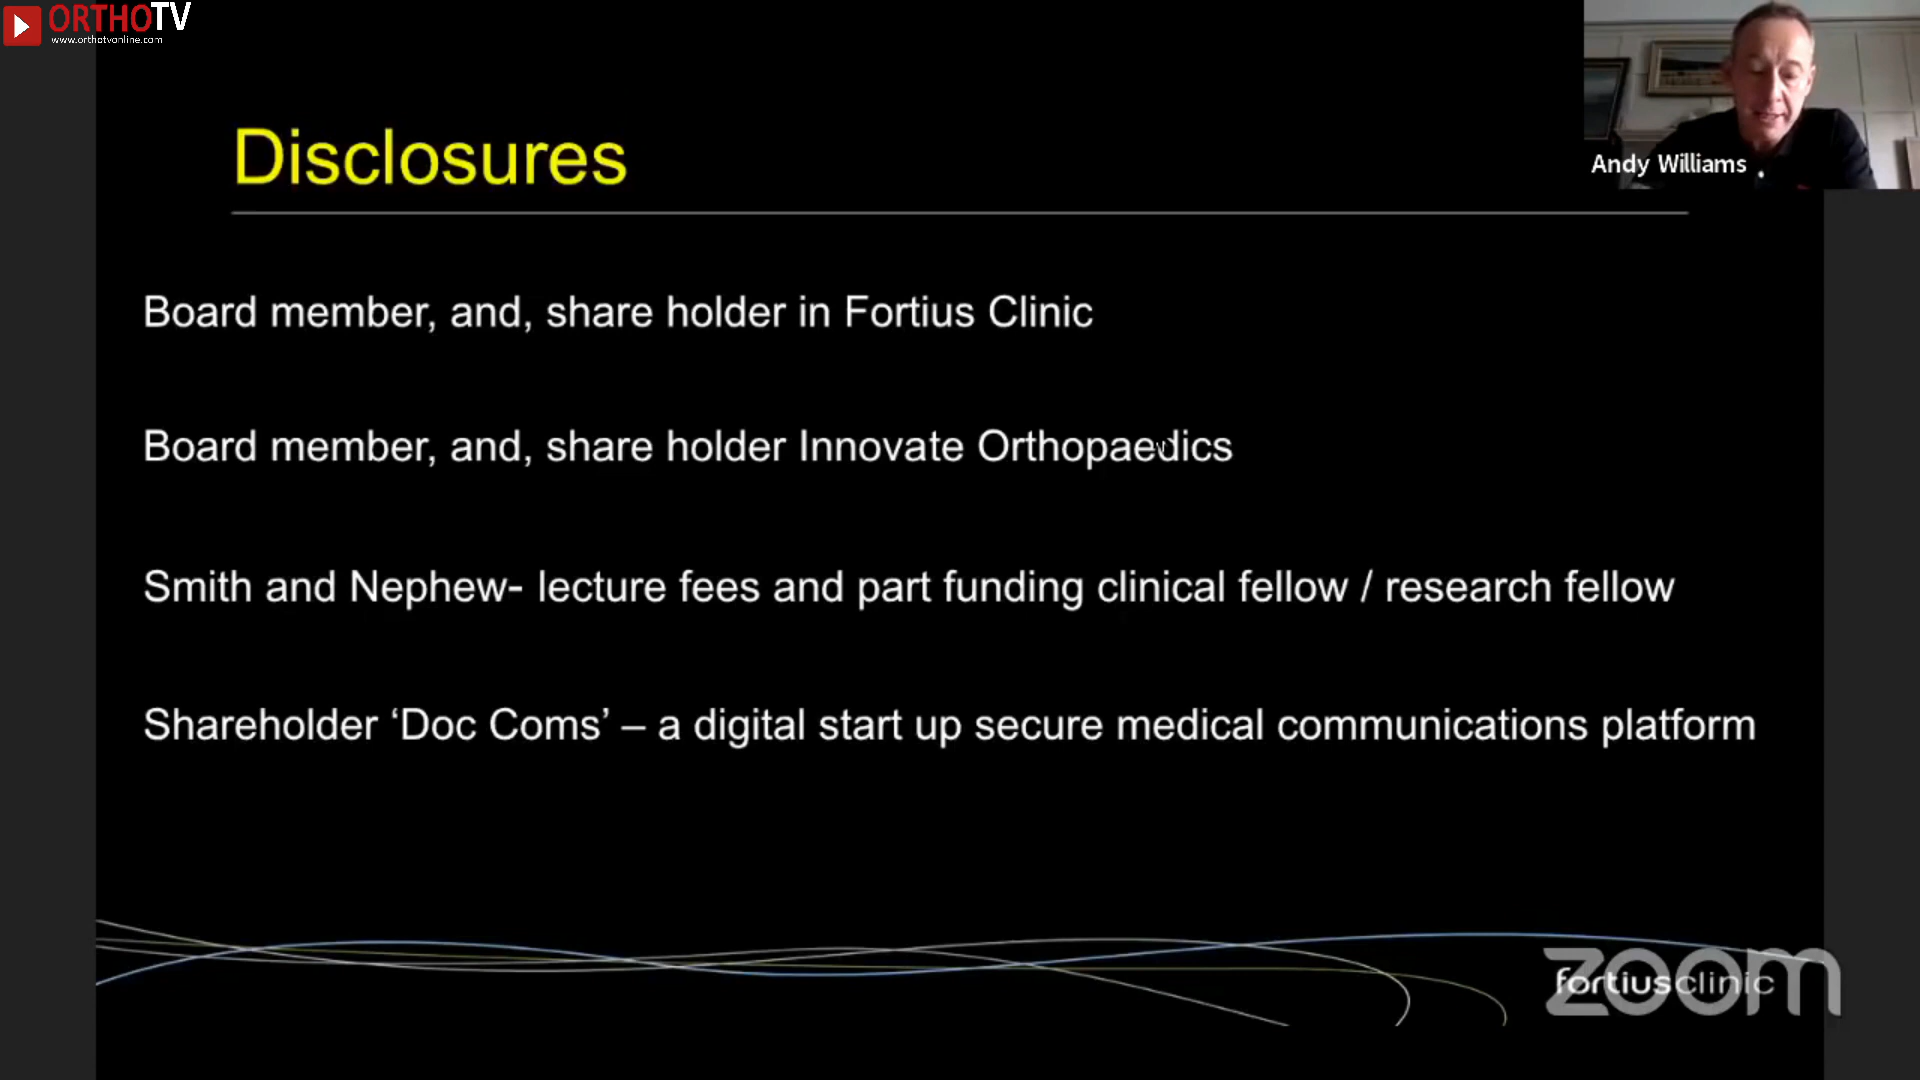 ORTHOTV
www.orthotvonline.com
Andy Williams
Disclosures
Board member, and, share holder in Fortius Clinic
Board member, and, share holder Innovate Orthopaedics
Smith and Nephew- lecture fees and part funding clinical fellow / research fellow
Shareholder ‘Doc Coms’ – a digital start up secure medical communications platform
fortiusclinic
zoom